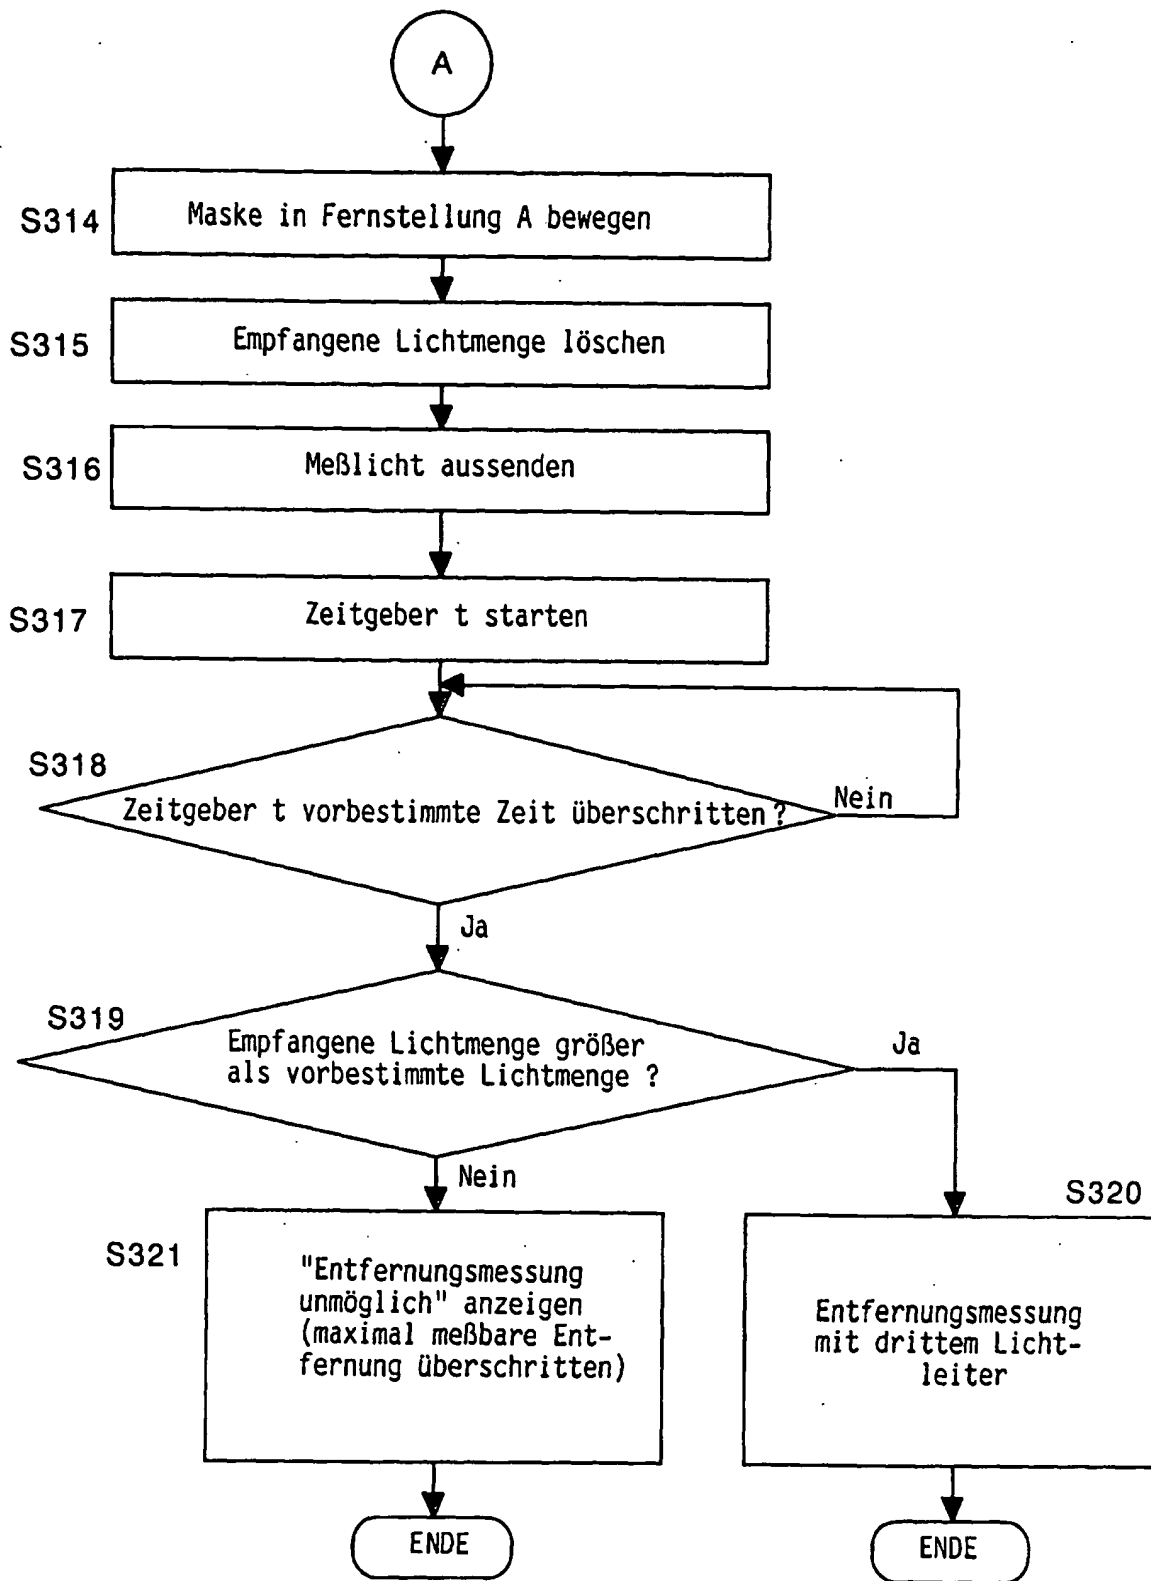 A
S314
Maske in Fernstellung A bewegen
S315
Empfangene Lichtmenge löschen
S316
Meßlicht aussenden
S317
Zeitgeber t starten
S318
Zeitgeber t vorbestimmte Zeit überschritten ?
Nein
Ja
S319
Empfangene Lichtmenge größer
als vorbestimmte Lichtmenge ?
Ja
Nein
S320
S321
"Entfernungsmessung
unmöglich" anzeigen
(maximal meßbare Ent-
fernung überschritten)
Entfernungsmessung
mit drittem Licht-
leiter
ENDE
ENDE